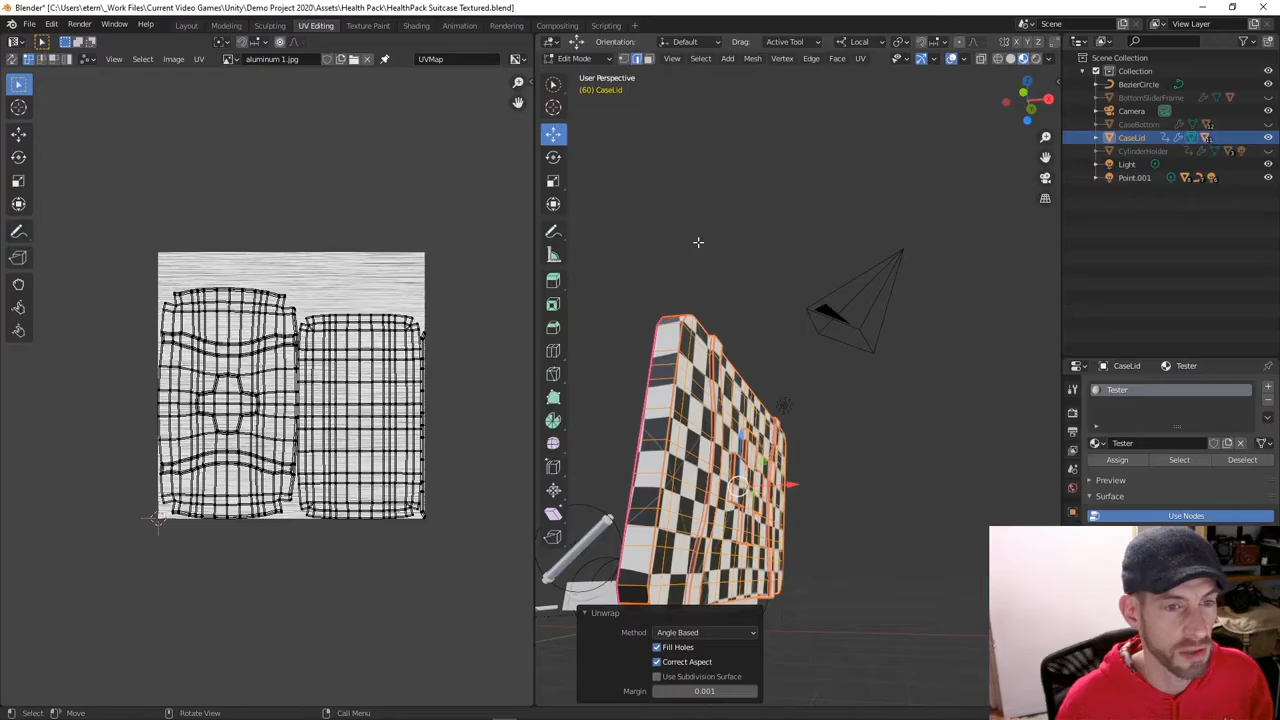 Blender* [C:\Users\etern\_Work Files\Current Video Games\Unity\Demo Project 2020\Assets\Health Pack\HealthPack Suitcase Textured.blend]
File Edit Render Window Help Layout Modeling Sculpting UV Editing Texture Paint Shading Animation Rendering Compositing Scripting Scene View Layer
Orientation: Default Drag: Active Tool Local X Y Z
View Select Image UV aluminum 1.jpg UVMap Edit Mode View Select Add Mesh Vertex Edge Face UV
User Perspective
(60) CaseLid
Scene Collection
Collection
BezierCircle
BottomSliderFrame
Camera
CaseBottom
12
CaseLid
11
CylinderHolder
Light
Point.001
CaseLid Tester
Tester
Tester
Assign Select Deselect
Preview
Surface
Use Nodes
Unwrap
Method Angle Based
Fill Holes
Correct Aspect
Use Subdivision Surface
Margin 0.001
Select Move Rotate View Call Menu